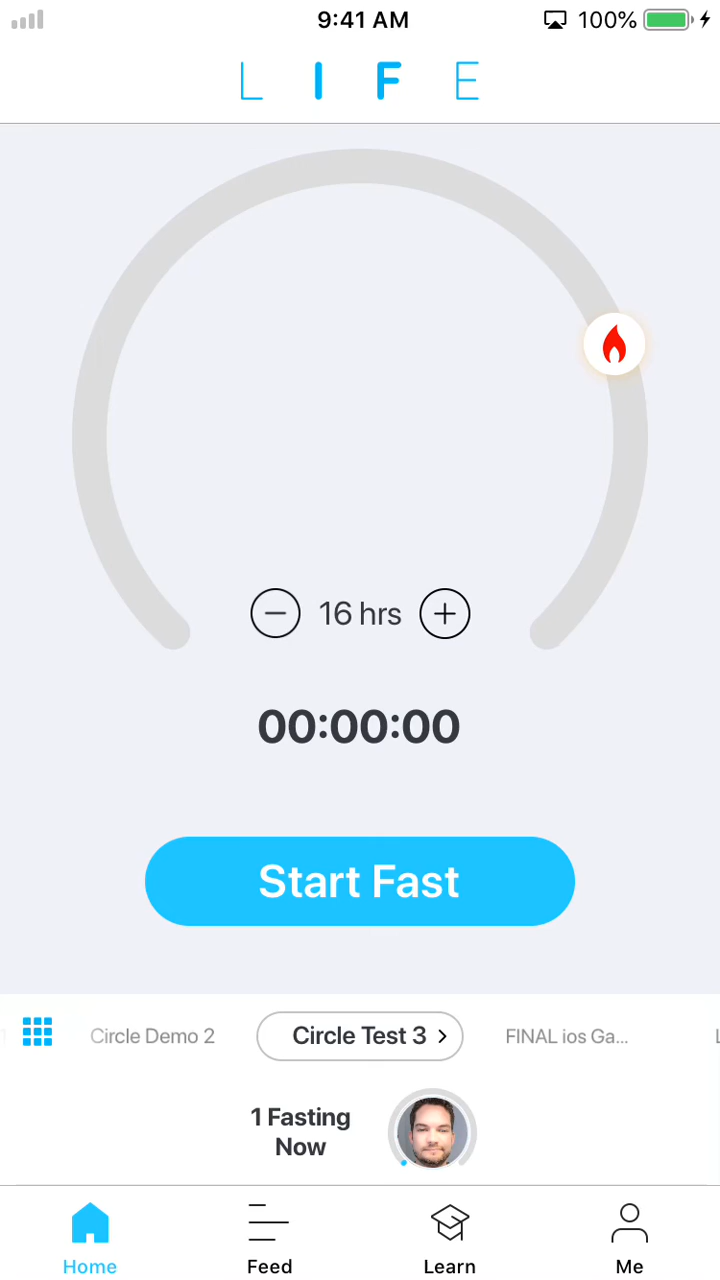 9:41 AM
100%
LIFE
16 hrs
00:00:00
Start Fast
Circle Demo 2
Circle Test 3
FINAL ios Ga...
1 Fasting
Now
Home
Feed
Learn
Me